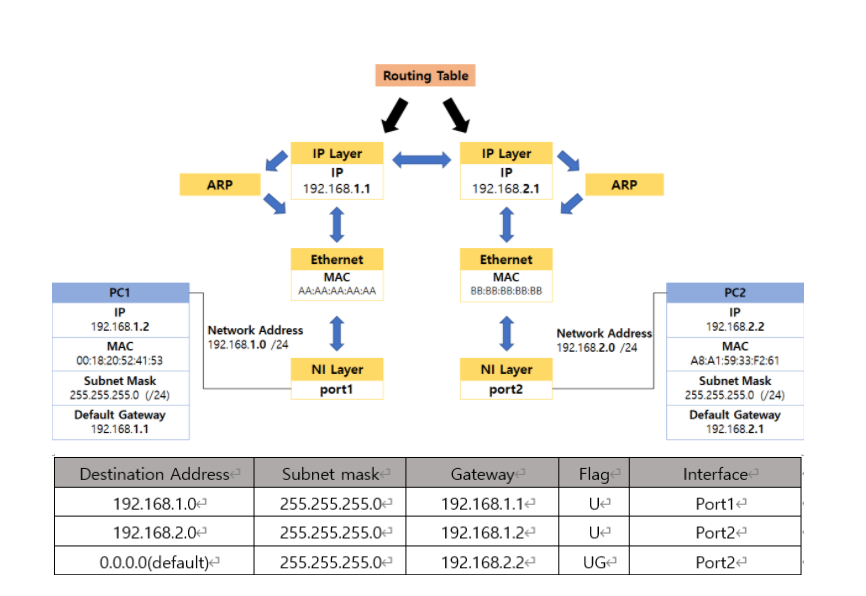 Routing Table
IP Layer
IP
192.168.1.1
IP Layer
IP
192.168.2.1
ARP
ARP
Ethernet
MAC
AA:AA:AA:AA:AA
Ethernet
MAC
BB:BB:BB:BB:BB
PC1
IP
192.168.1.2
MAC
00:18:20:52:41:53
Subnet Mask
255.255.255.0 (/24)
Default Gateway
192.168.1.1
Network Address
192.168.1.0 /24
NI Layer
port1
NI Layer
port2
Network Address
192.168.2.0 /24
PC2
IP
192.168.2.2
MAC
A8:A1:59:33:F2:61
Subnet Mask
255.255.255.0 (/24)
Default Gateway
192.168.2.1
Destination Address Subnet mask Gateway Flag Interface
192.168.1.0 255.255.255.0 192.168.1.1 U Port1
192.168.2.0 255.255.255.0 192.168.1.2 U Port2
0.0.0.0(default) 255.255.255.0 192.168.2.2 UG Port2